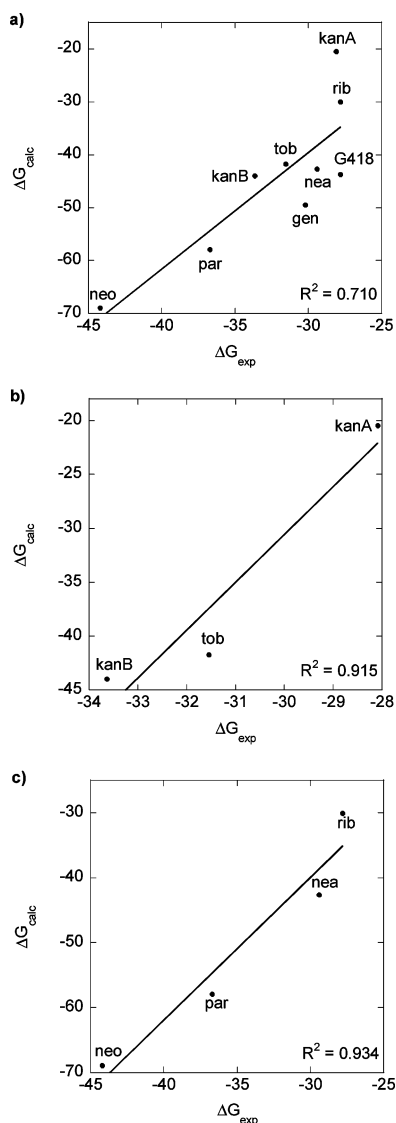 a)
-20
kanA
-30
rib
tob
-40
kanB
G418
nea
ΔGcalc
-50
gen
par
-60
neo
R² = 0.710
-70
-45 -40 -35 -30 -25
ΔGexp
b)
-20
kanA
-25
-30
ΔGcalc
-35
-40
tob
kanB
R² = 0.915
-45
-34 -33 -32 -31 -30 -29 -28
ΔGexp
c)
-30
rib
-40
nea
ΔGcalc
-50
-60
par
neo
R² = 0.934
-70
-45 -40 -35 -30 -25
ΔGexp